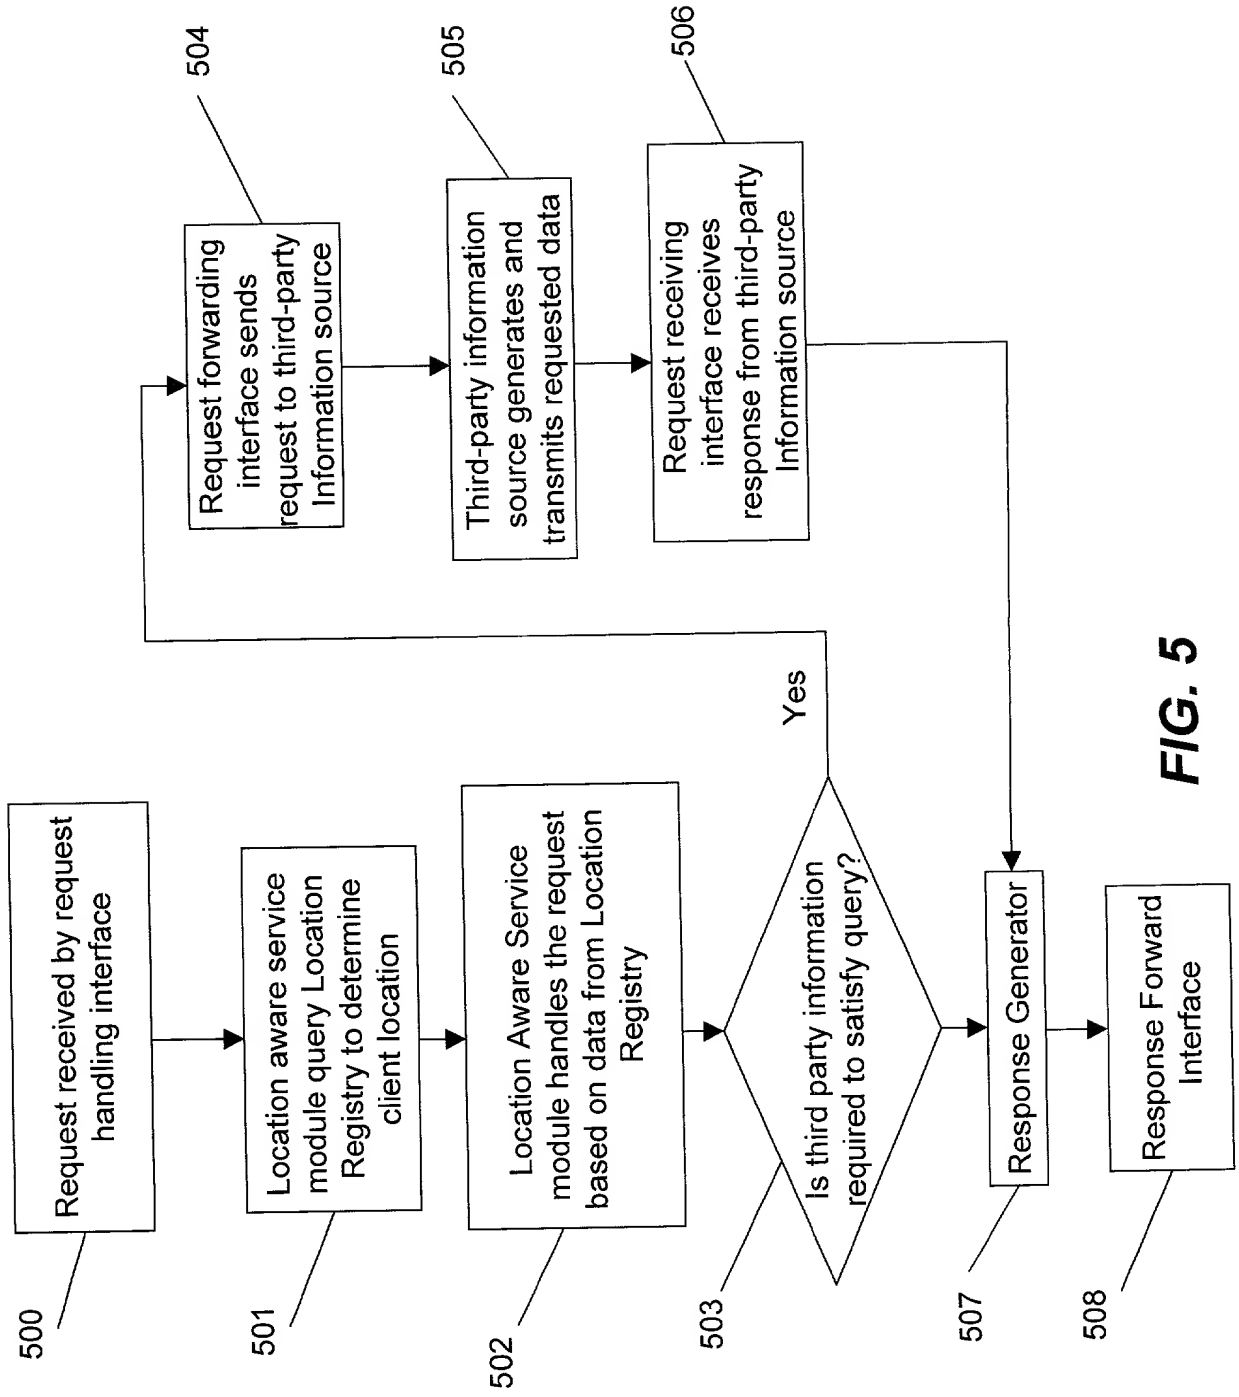 500
Request received by request
handling interface
501
Location aware service
module query Location
Registry to determine
client location
502
Location Aware Service
module handles the request
based on data from Location
Registry
503
Is third party information
required to satisfy query?
Yes
504
Request forwarding
interface sends
request to third-party
Information source
505
Third-party information
source generates and
transmits requested data
506
Request receiving
interface receives
response from third-party
Information source
507
Response Generator
508
Response Forward
Interface
FIG. 5